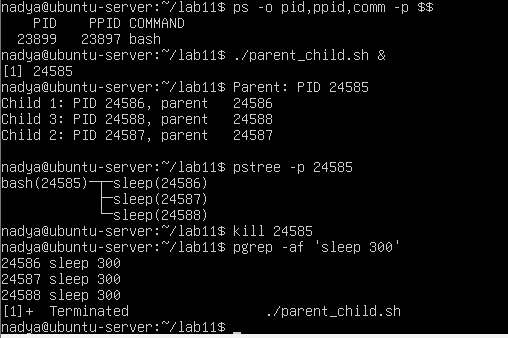 nadya@ubuntu-server:~/lab11$ ps -o pid,ppid,comm -p $$
    PID    PPID COMMAND
  23899   23897 bash
nadya@ubuntu-server:~/lab11$ ./parent_child.sh &
[1] 24585
nadya@ubuntu-server:~/lab11$ Parent: PID 24585
Child 1: PID 24586, parent   24586
Child 3: PID 24588, parent   24588
Child 2: PID 24587, parent   24587

nadya@ubuntu-server:~/lab11$ pstree -p 24585
bash(24585)─┬─sleep(24586)
            ├─sleep(24587)
            └─sleep(24588)
nadya@ubuntu-server:~/lab11$ kill 24585
nadya@ubuntu-server:~/lab11$ pgrep -af 'sleep 300'
24586 sleep 300
24587 sleep 300
24588 sleep 300
[1]+  Terminated              ./parent_child.sh
nadya@ubuntu-server:~/lab11$ _